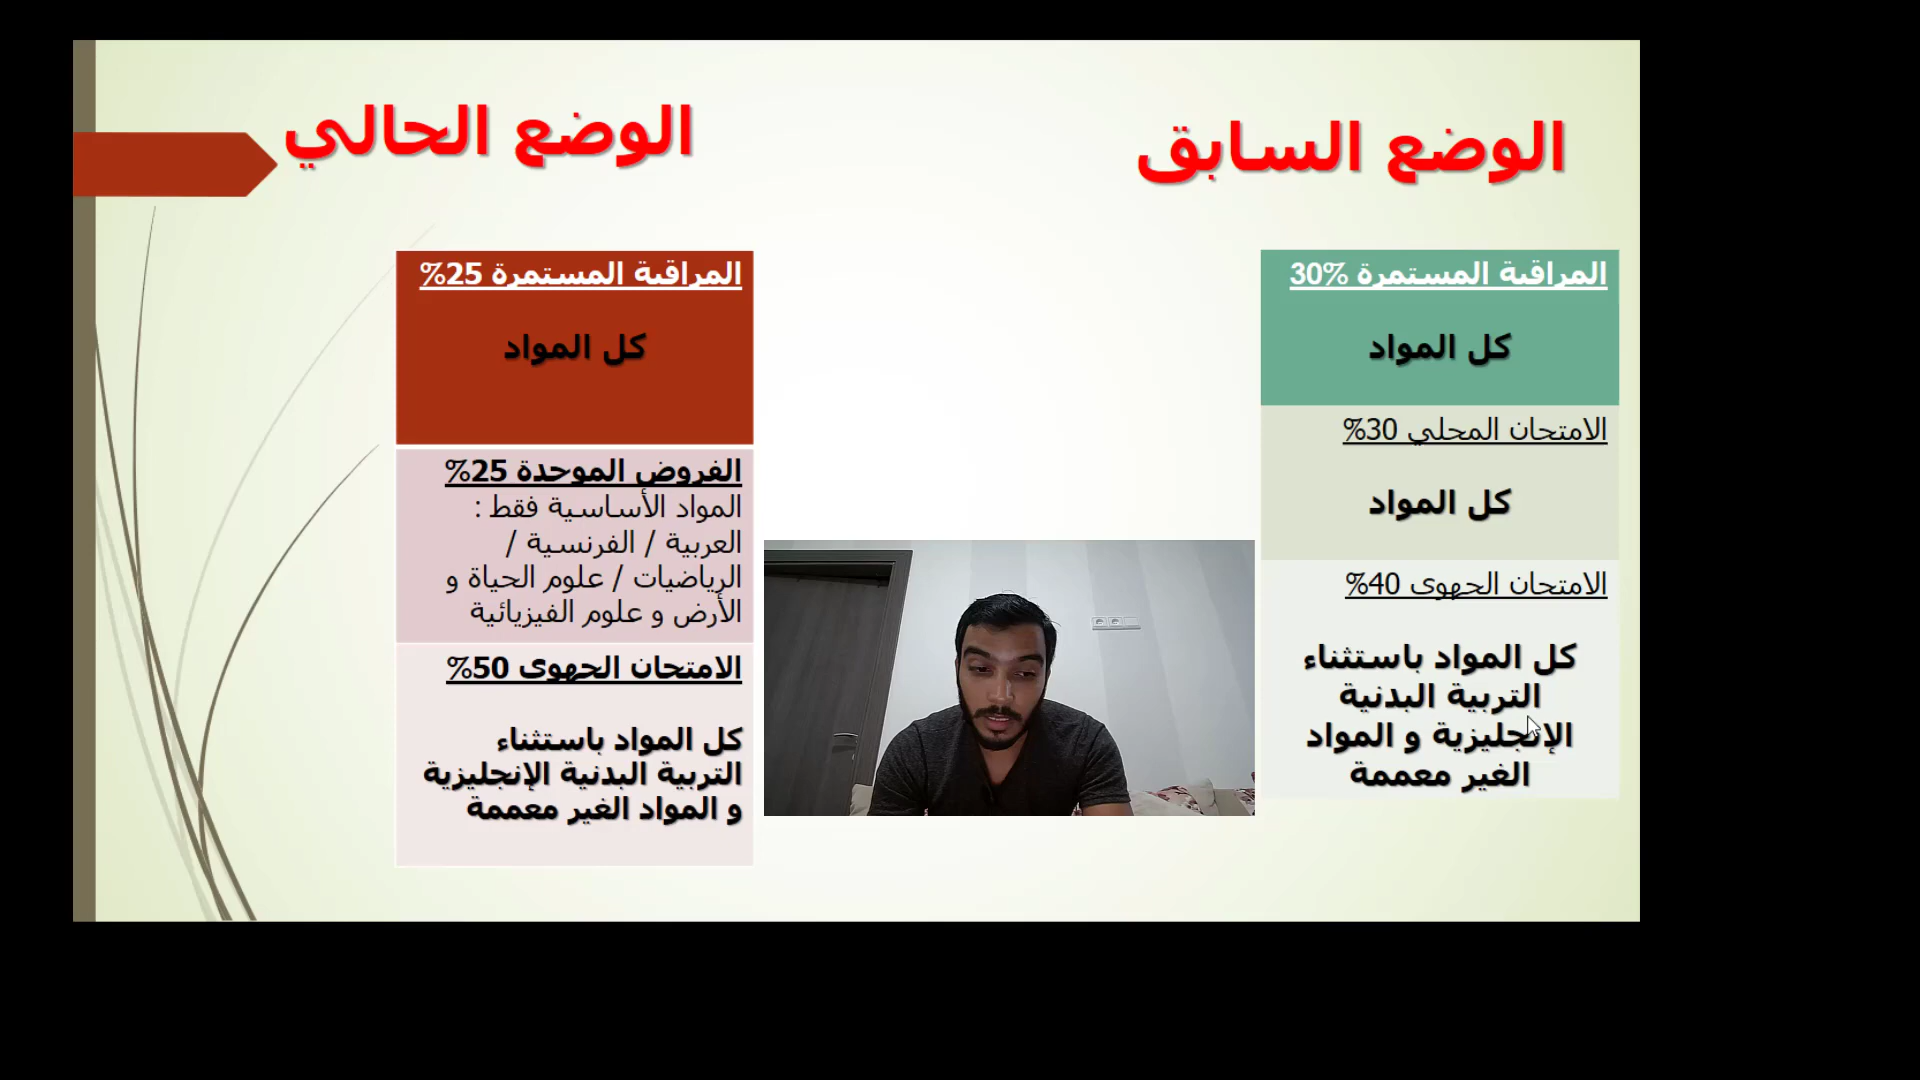 الوضع السابق
الوضع الحالي
المراقبة المستمرة 30%
كل المواد
الامتحان المحلي 30%
كل المواد
الامتحان الجهوي 40%
كل المواد باستثناء
التربية البدنية
الإنجليزية و المواد
الغير معممة
المراقبة المستمرة 25%
كل المواد
الفروض الموحدة 25%
المواد الأساسية فقط :
العربية / الفرنسية /
الرياضيات / علوم الحياة و
الأرض و علوم الفيزيائية
الامتحان الجهوي 50%
كل المواد باستثناء
التربية البدنية الإنجليزية
و المواد الغير معممة